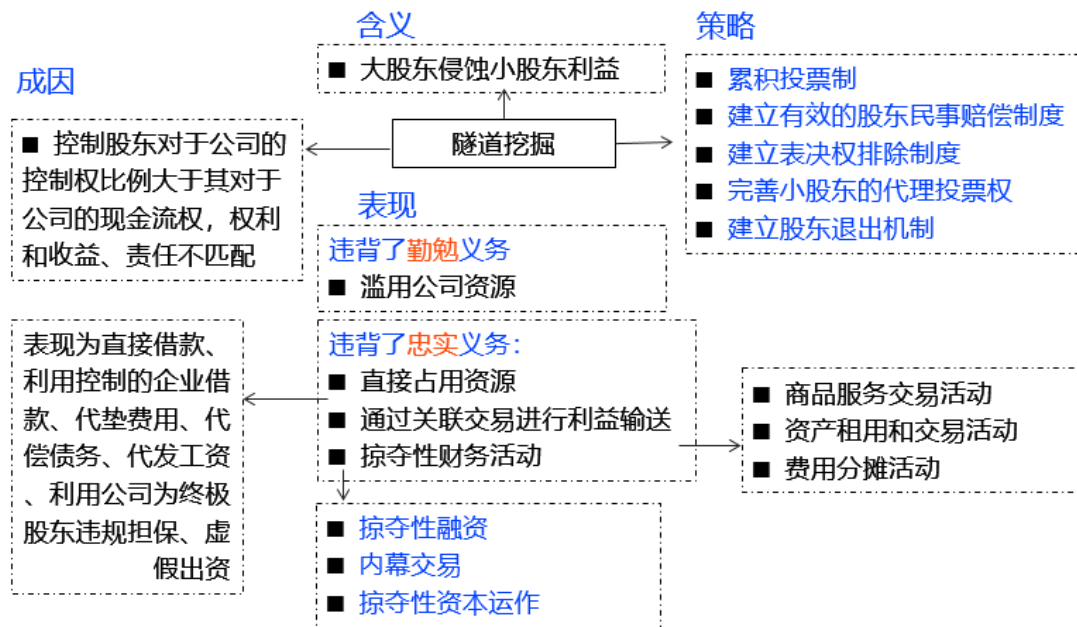 含义
■ 大股东侵蚀小股东利益
策略
■ 累积投票制
■ 建立有效的股东民事赔偿制度
■ 建立表决权排除制度
■ 完善小股东的代理投票权
■ 建立股东退出机制
成因
■ 控制股东对于公司的
控制权比例大于其对于
公司的现金流权，权利
和收益、责任不匹配
隧道挖掘
表现
违背了勤勉义务
■ 滥用公司资源
违背了忠实义务：
■ 直接占用资源
■ 通过关联交易进行利益输送
■ 掠夺性财务活动
表现为直接借款、
利用控制的企业借
款、代垫费用、代
偿债务、代发工资
、利用公司为终极
股东违规担保、虚
假出资
■ 商品服务交易活动
■ 资产租用和交易活动
■ 费用分摊活动
■ 掠夺性融资
■ 内幕交易
■ 掠夺性资本运作